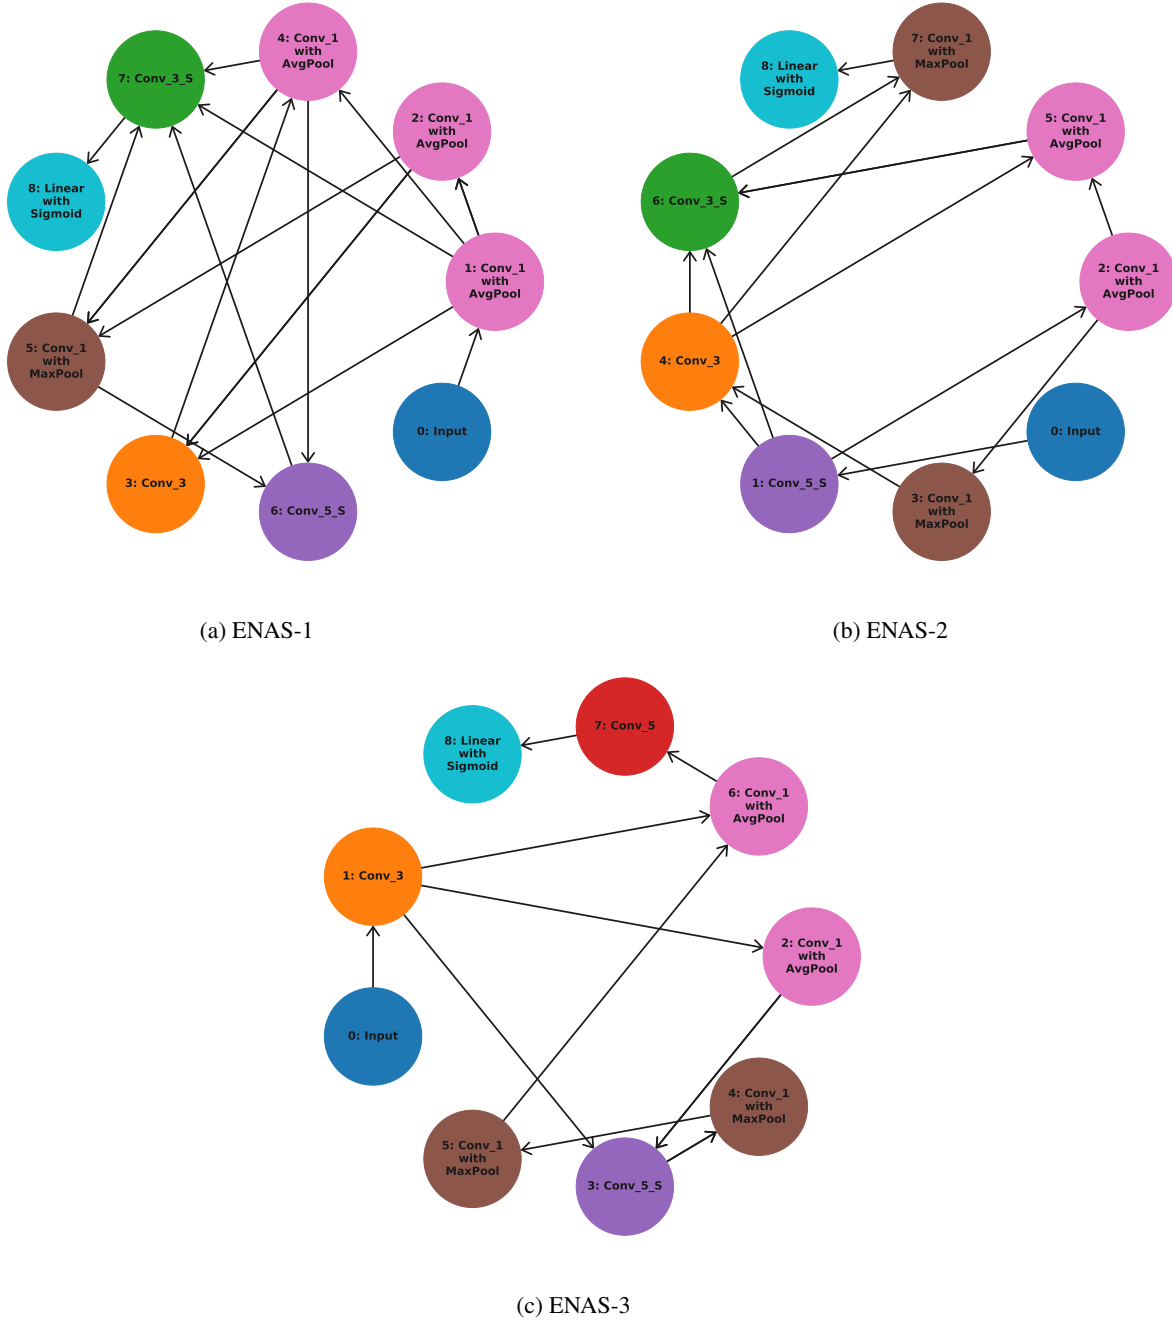 4: Conv_1
with
AvgPool
7: Conv_3_S
2: Conv_1
with
AvgPool
8: Linear
with
Sigmoid
1: Conv_1
with
AvgPool
5: Conv_1
with
MaxPool
0: Input
3: Conv_3
6: Conv_5_S
(a) ENAS-1
7: Conv_1
with
MaxPool
8: Linear
with
Sigmoid
5: Conv_1
with
AvgPool
6: Conv_3_S
2: Conv_1
with
AvgPool
4: Conv_3
0: Input
1: Conv_5_S
3: Conv_1
with
MaxPool
(b) ENAS-2
7: Conv_5
8: Linear
with
Sigmoid
6: Conv_1
with
AvgPool
1: Conv_3
2: Conv_1
with
AvgPool
0: Input
4: Conv_1
with
MaxPool
5: Conv_1
with
MaxPool
3: Conv_5_S
(c) ENAS-3